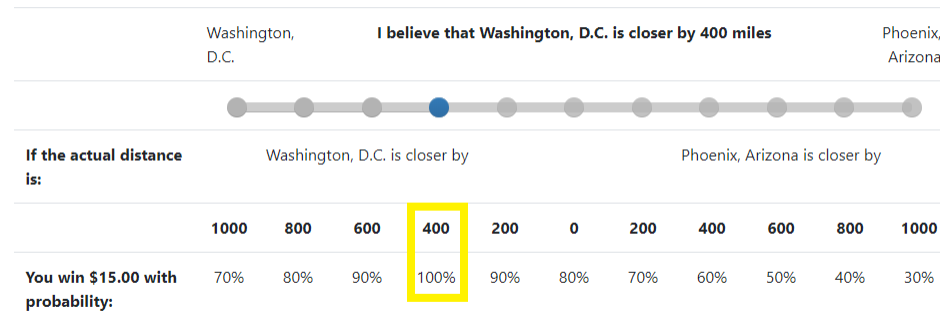 Washington, D.C.
I believe that Washington, D.C. is closer by 400 miles
Phoenix, Arizona
If the actual distance is:
Washington, D.C. is closer by
Phoenix, Arizona is closer by
1000 800 600 400 200 0 200 400 600 800 1000
You win $15.00 with probability:
70% 80% 90% 100% 90% 80% 70% 60% 50% 40% 30%